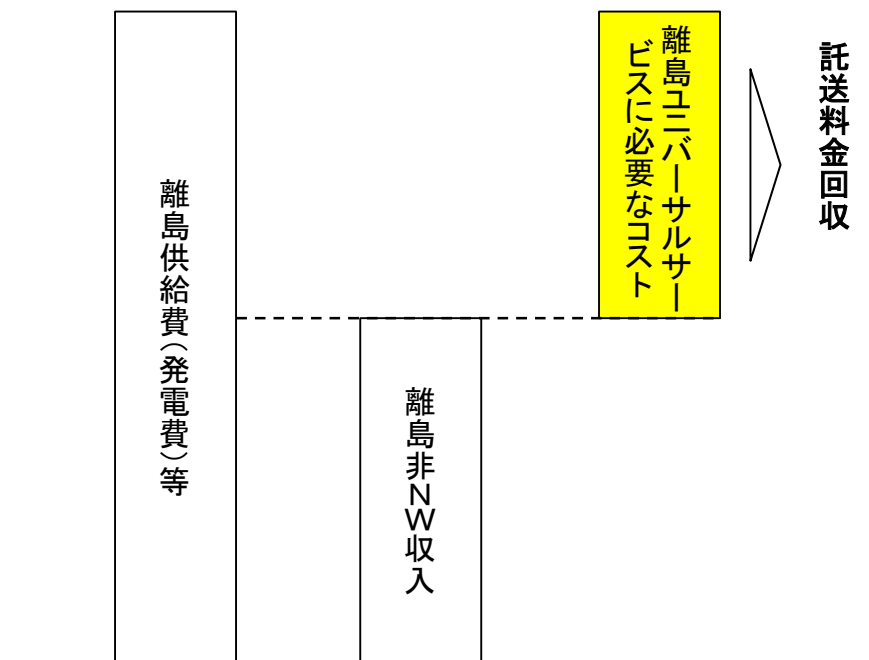 離島供給費（発電費）等
離島非ＮＷ収入
離島ユニバーサルサー
ビスに必要なコスト
託送料金回収